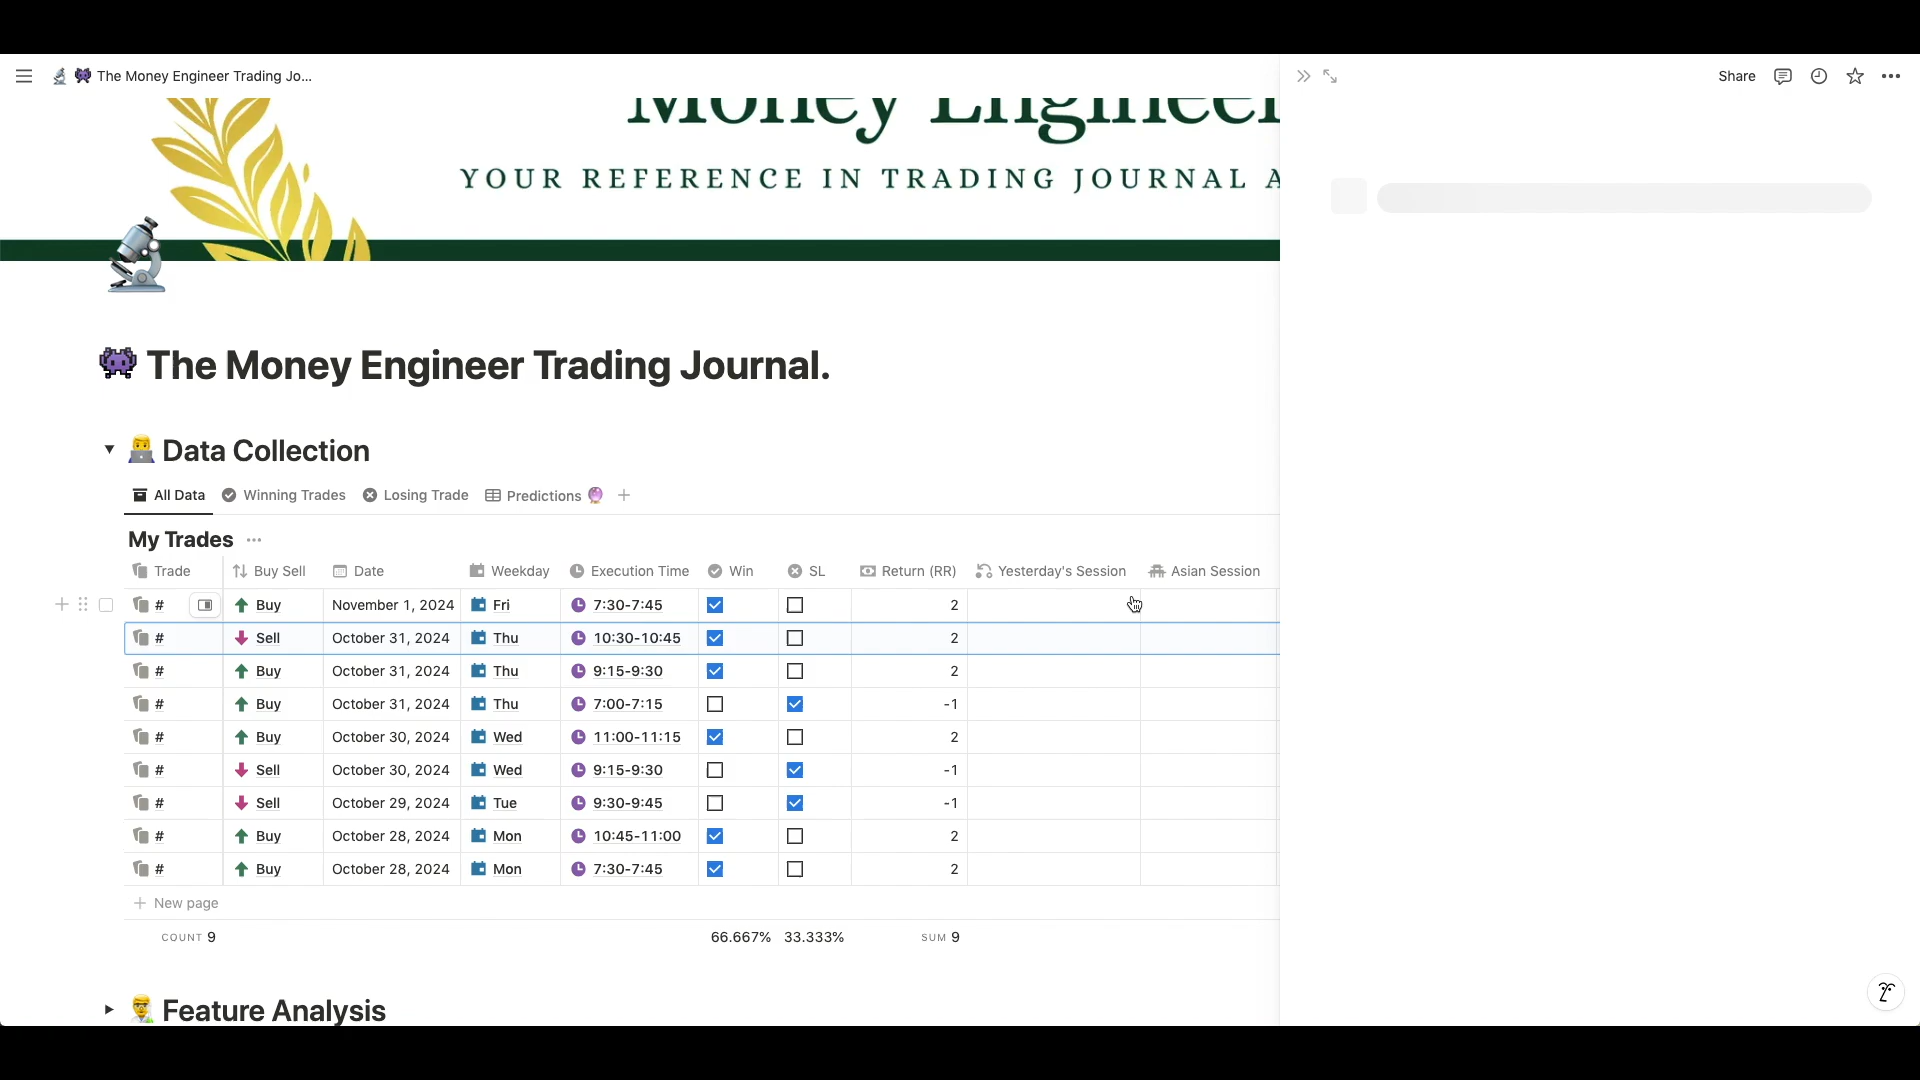 The Money Engineer Trading Jo...
Share
Money Engineer
YOUR REFERENCE IN TRADING JOURNAL A
The Money Engineer Trading Journal.
Data Collection
All Data Winning Trades Losing Trade Predictions
My Trades
Trade Buy Sell Date Weekday Execution Time Win SL Return (RR) Yesterday's Session Asian Session
# Buy November 1, 2024 Fri 7:30-7:45 2
# Sell October 31, 2024 Thu 10:30-10:45 2
# Buy October 31, 2024 Thu 9:15-9:30 2
# Buy October 31, 2024 Thu 7:00-7:15 -1
# Buy October 30, 2024 Wed 11:00-11:15 2
# Sell October 30, 2024 Wed 9:15-9:30 -1
# Sell October 29, 2024 Tue 9:30-9:45 -1
# Buy October 28, 2024 Mon 10:45-11:00 2
# Buy October 28, 2024 Mon 7:30-7:45 2
New page
COUNT 9 66.667% 33.333% SUM 9
Feature Analysis